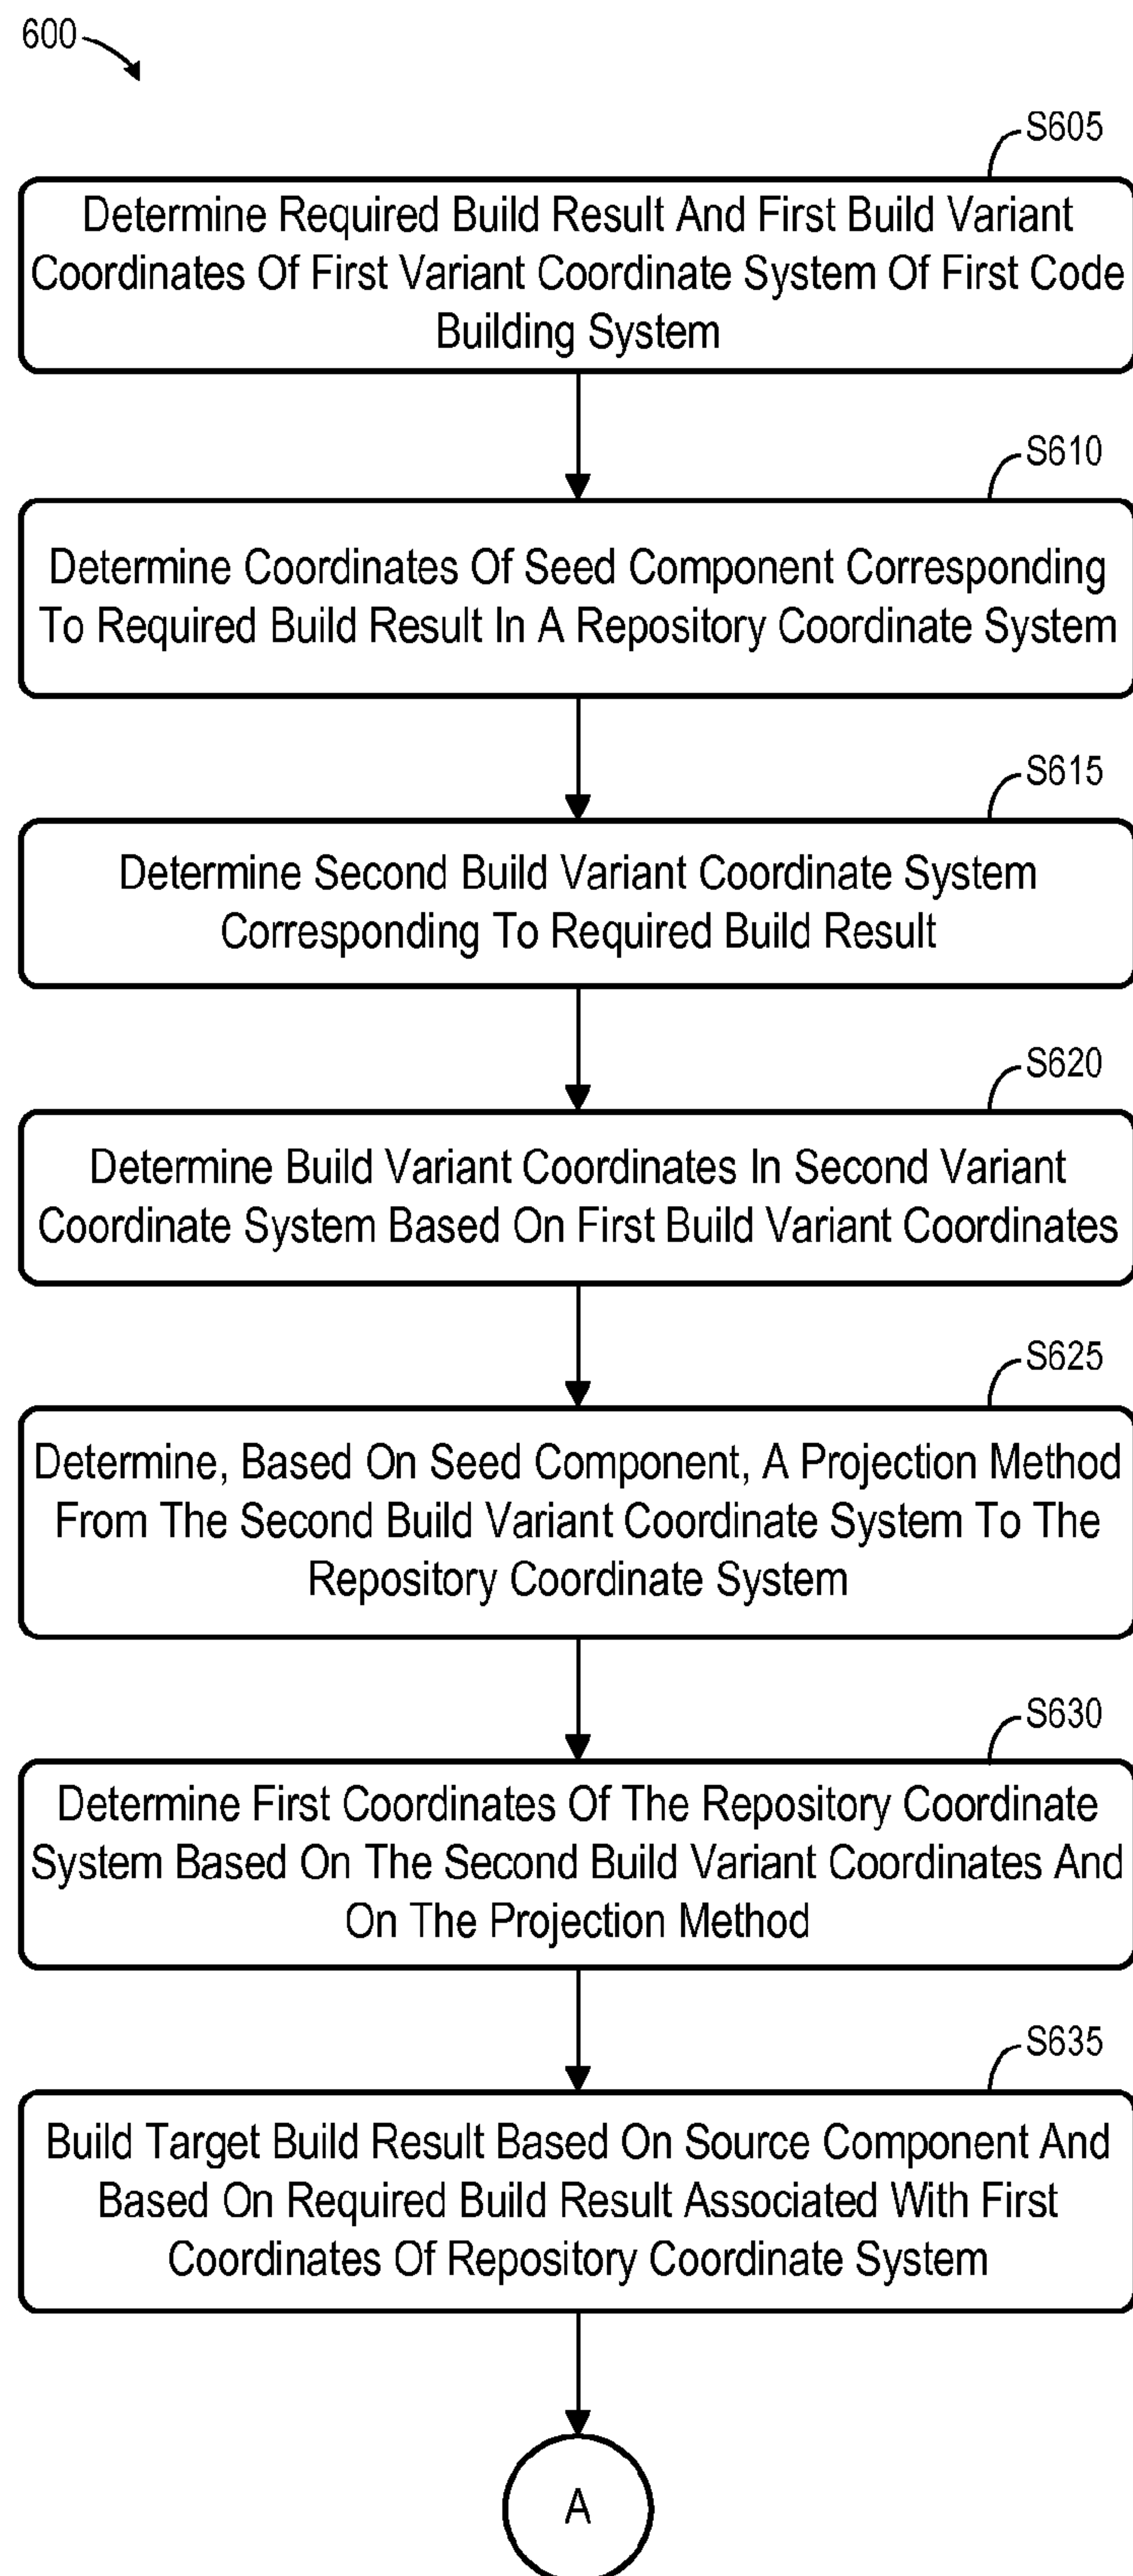 600
S605
Determine Required Build Result And First Build Variant
Coordinates Of First Variant Coordinate System Of First Code
Building System
S610
Determine Coordinates Of Seed Component Corresponding
To Required Build Result In A Repository Coordinate System
S615
Determine Second Build Variant Coordinate System
Corresponding To Required Build Result
S620
Determine Build Variant Coordinates In Second Variant
Coordinate System Based On First Build Variant Coordinates
S625
Determine, Based On Seed Component, A Projection Method
From The Second Build Variant Coordinate System To The
Repository Coordinate System
S630
Determine First Coordinates Of The Repository Coordinate
System Based On The Second Build Variant Coordinates And
On The Projection Method
S635
Build Target Build Result Based On Source Component And
Based On Required Build Result Associated With First
Coordinates Of Repository Coordinate System
A